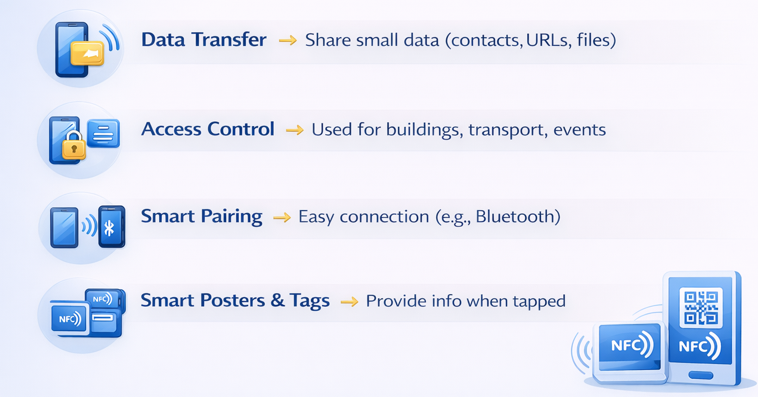 Data Transfer → Share small data (contacts, URLs, files)
Access Control → Used for buildings, transport, events
Smart Pairing → Easy connection (e.g., Bluetooth)
Smart Posters & Tags → Provide info when tapped
NFC
NFC
NFC
NFC